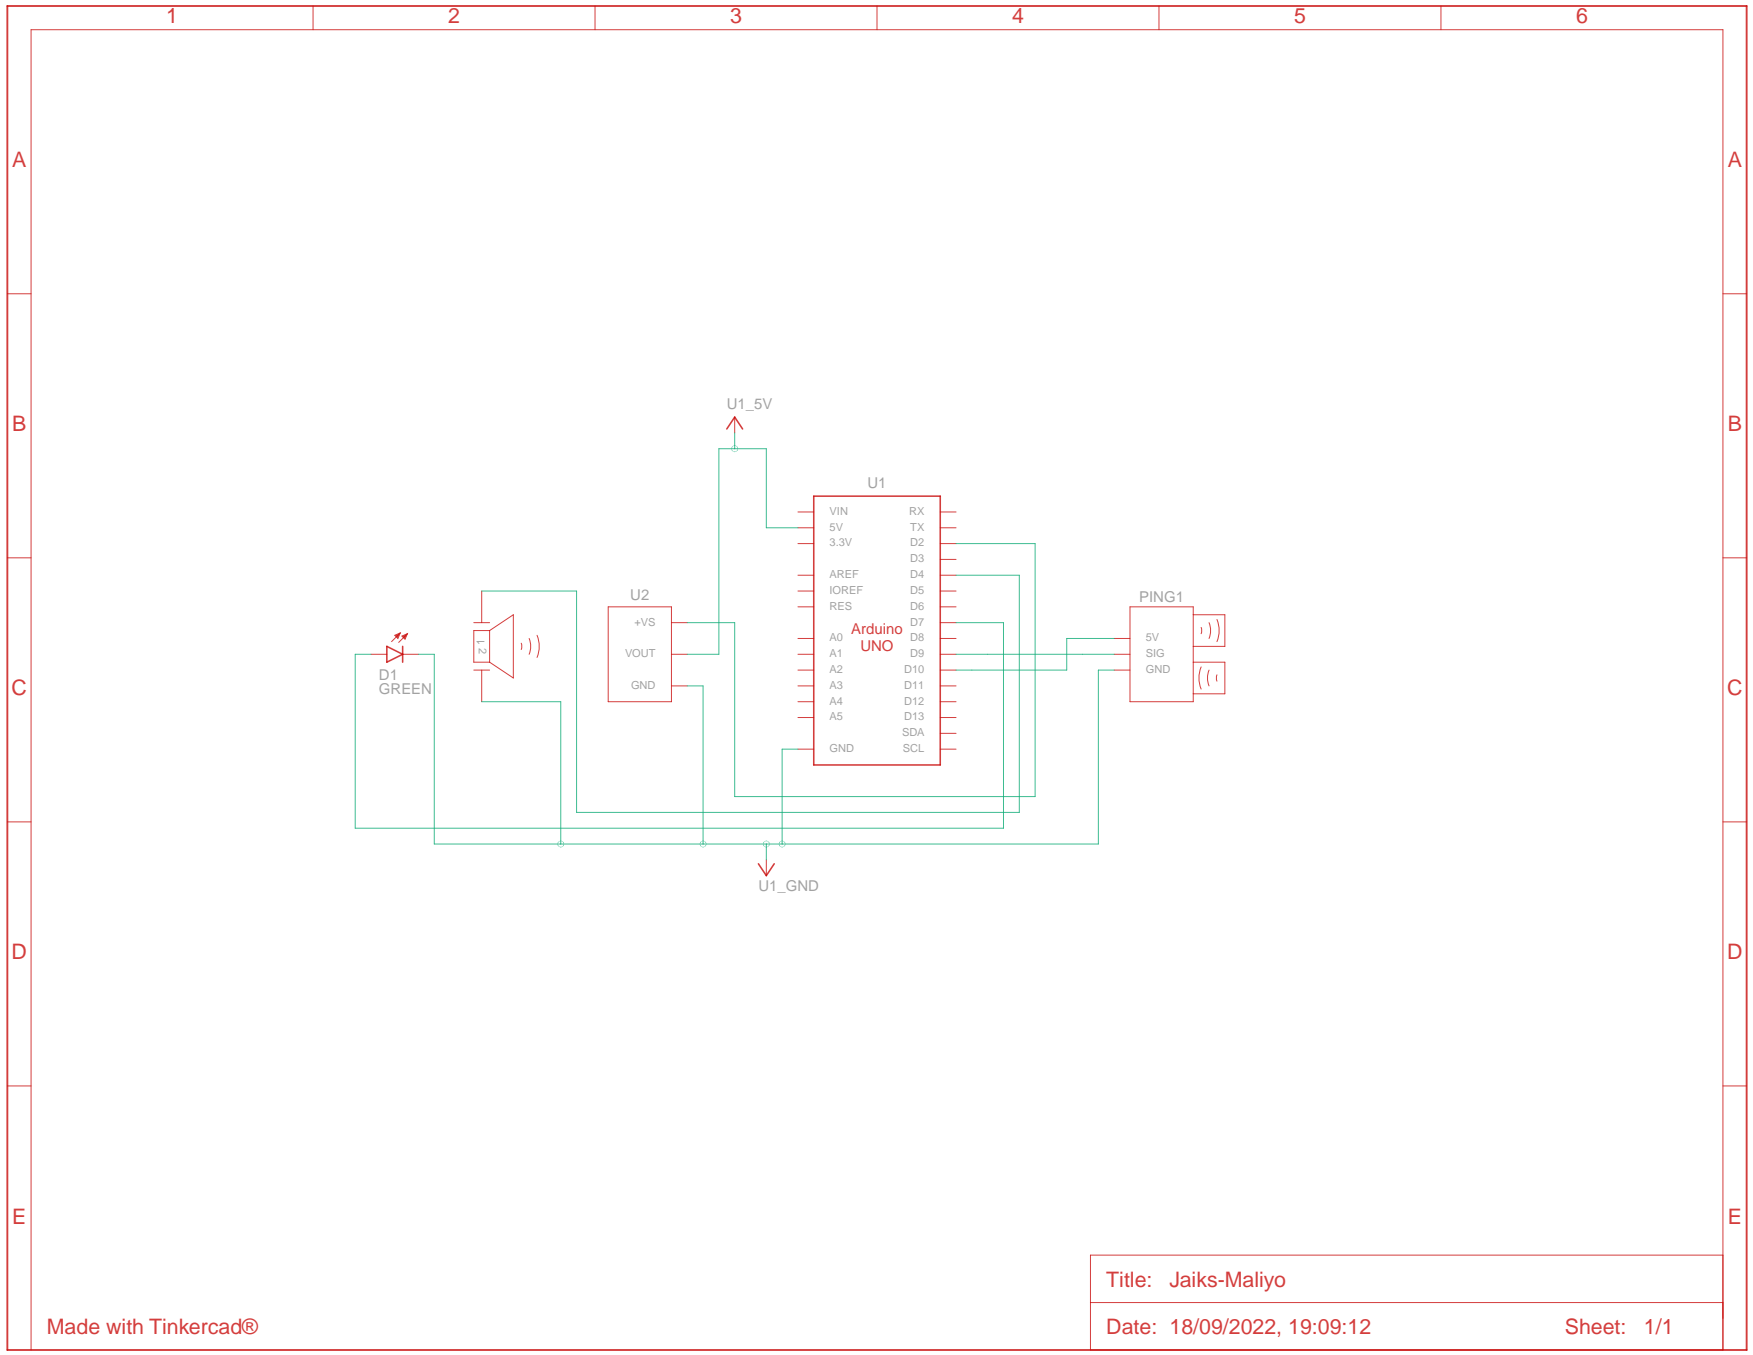 1 2 3 4 5 6
A A
B B
C C
D D
E E
U1_5V
U1
VIN RX
5V TX
3.3V D2
D3
AREF D4
IOREF D5
RES D6
D7
A0 D8
A1 D9
A2 D10
A3 D11
A4 D12
A5 D13
SDA
GND SCL
Arduino
UNO
U2
+VS
VOUT
GND
1 2
D1
GREEN
PING1
5V
SIG
GND
U1_GND
Title: Jaiks-Maliyo
Date: 18/09/2022, 19:09:12 Sheet: 1/1
Made with Tinkercad®